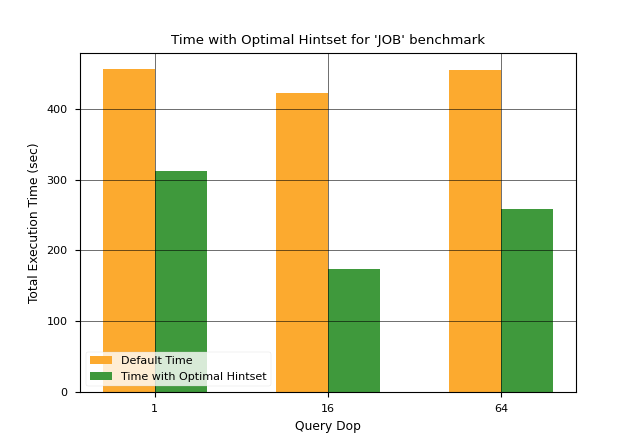 Time with Optimal Hintset for 'JOB' benchmark
Total Execution Time (sec)
400
300
200
100
0
Default Time
Time with Optimal Hintset
1 16 64
Query Dop